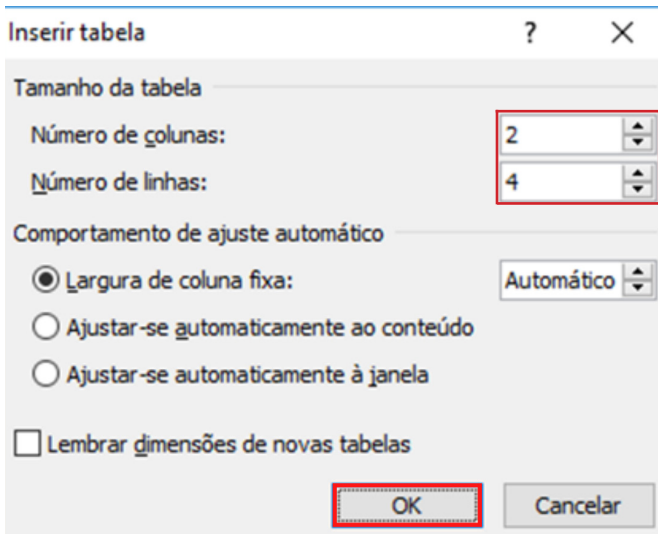 Inserir tabela ?
Tamanho da tabela
Número de colunas: 2
Número de linhas: 4
Comportamento de ajuste automático
Largura de coluna fixa: Automático
Ajustar-se automaticamente ao conteúdo
Ajustar-se automaticamente à janela
Lembrar dimensões de novas tabelas
OK Cancelar